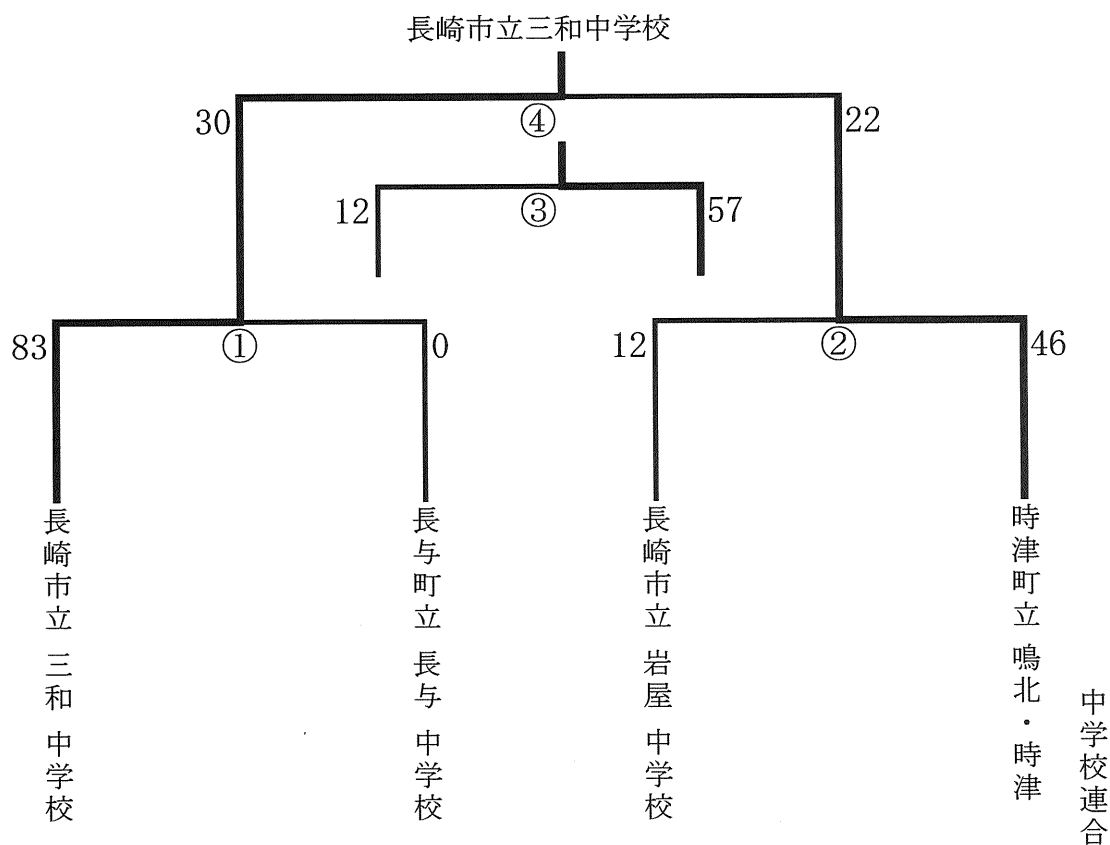 長崎市立三和中学校
30
④
22
12
③
57
83
①
0
12
②
46
長崎市立 三和 中学校
長与町立 長与 中学校
長崎市立 岩屋 中学校
時津町立 鳴北・時津
中学校連合